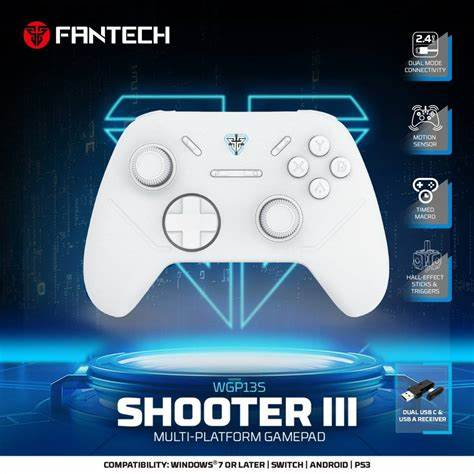 FANTECH
2.4
DUAL MODE
CONNECTIVITY
MOTION
SENSOR
TIMED
MACRO
HALL-EFFECT
STICKS &
TRIGGERS
Y
X
B
A
WGP13S
SHOOTER III
MULTI-PLATFORM GAMEPAD
DUAL USB C &
USB A RECEIVER
COMPATIBILITY: WINDOWS® 7 OR LATER | SWITCH | ANDROID | PS3